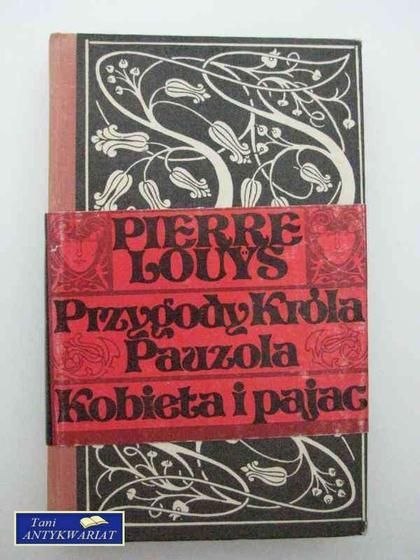 PIERRE
LOUŸS
Przygody Króla
Pauzola
Kobieta i pajac
Tani
ANTYKWARIAT